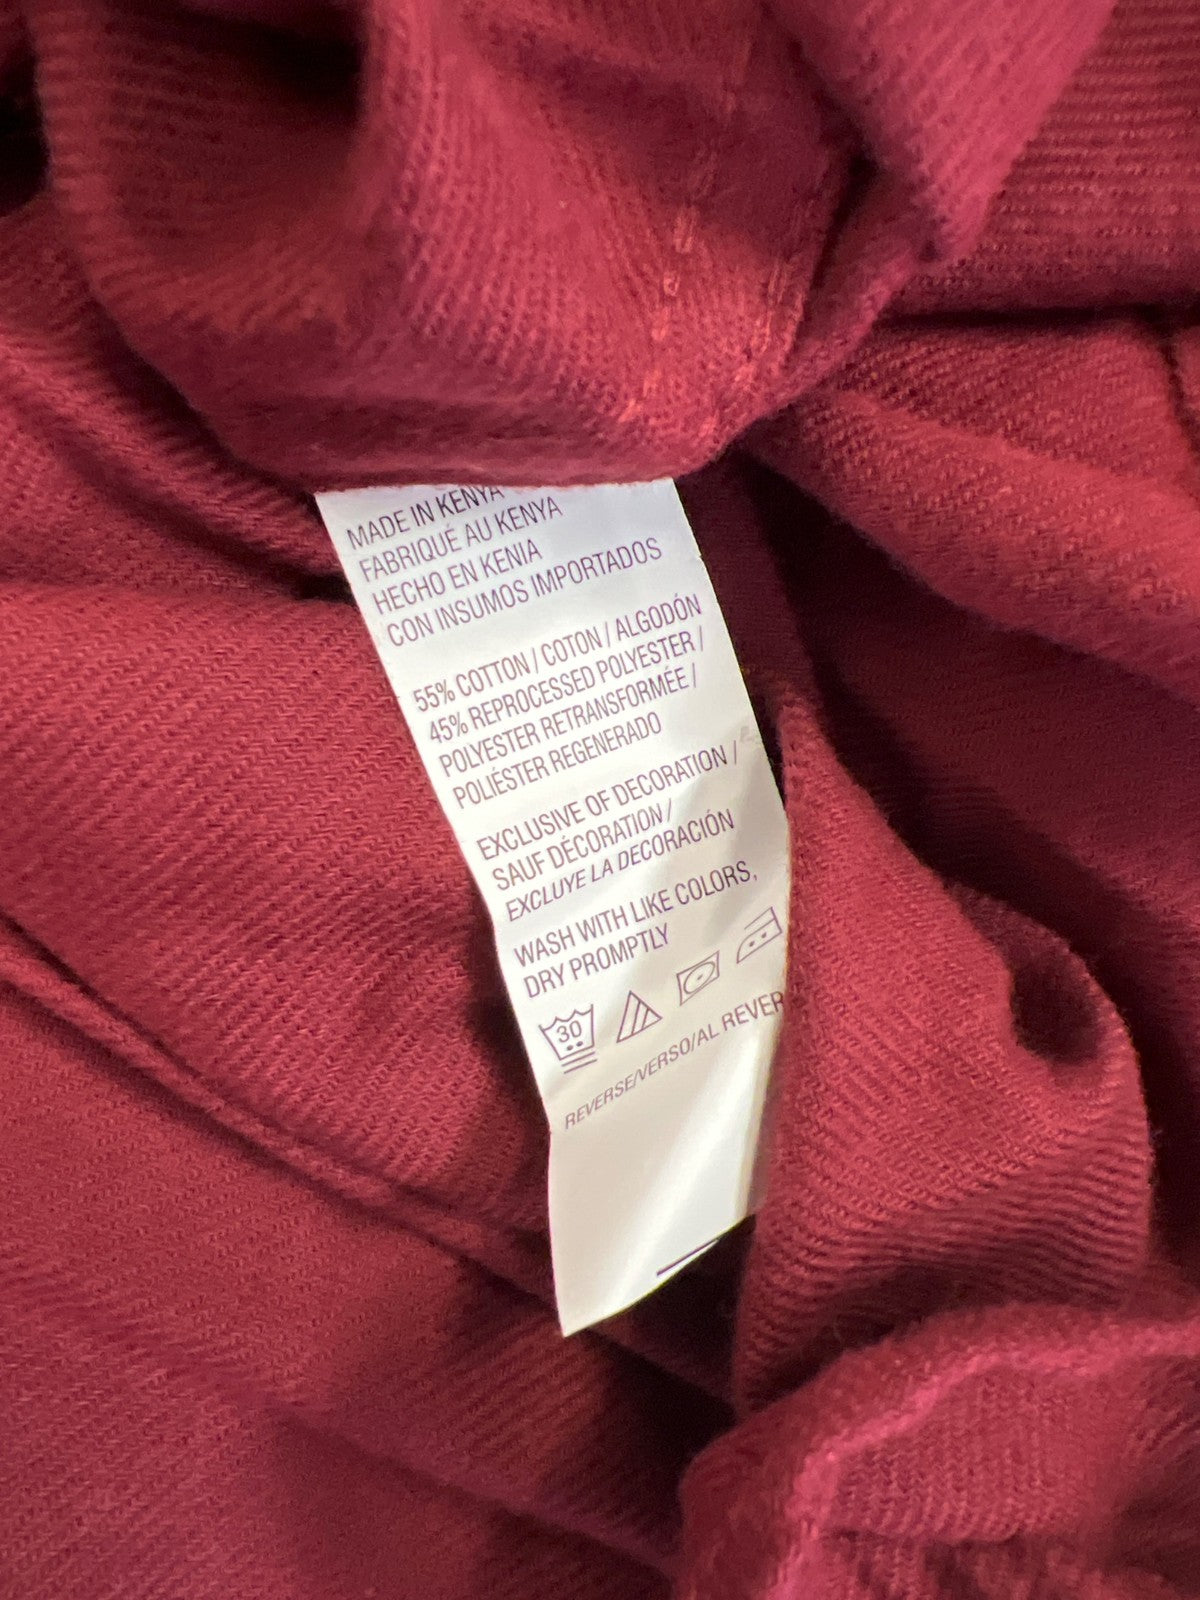 MADE IN KENYA
FABRIQUÉ AU KENYA
HECHO EN KENIA
CON INSUMOS IMPORTADOS
55% COTTON / COTON / ALGODÓN
45% REPROCESSED POLYESTER /
POLYESTER RETRANSFORMÉE /
POLIÉSTER REGENERADO
EXCLUSIVE OF DECORATION /
SAUF DÉCORATION /
EXCLUYE LA DECORACIÓN
WASH WITH LIKE COLORS,
DRY PROMPTLY
30
REVERSE/VERSO/AL REVER